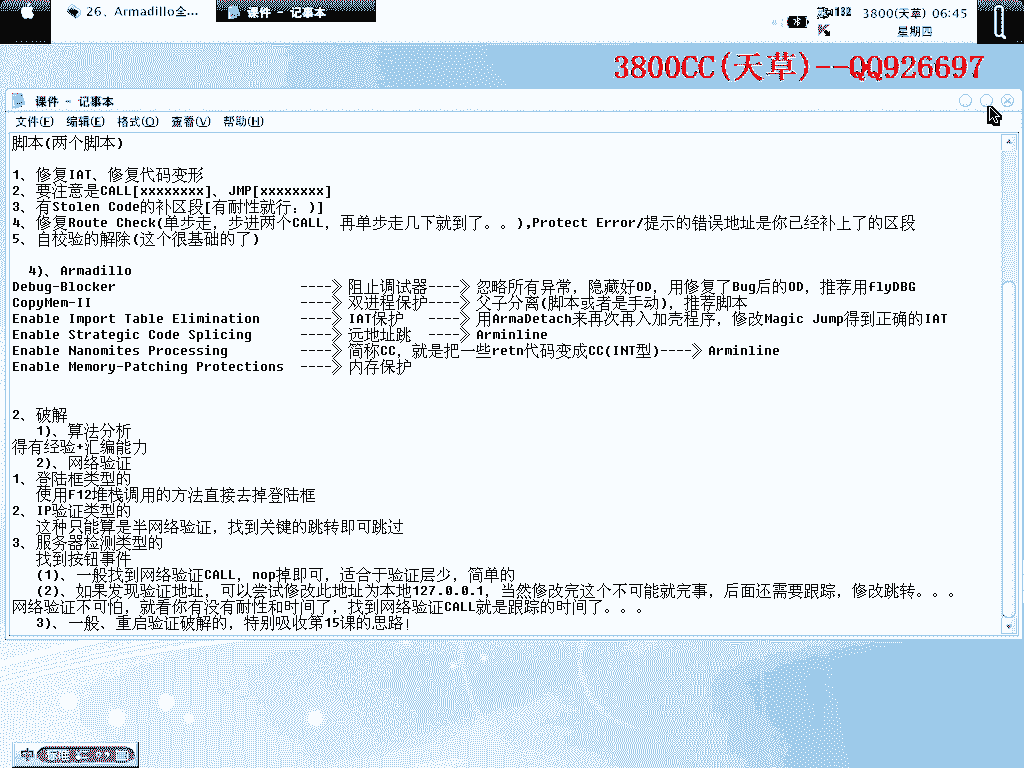 26、Armadillo全...
课件 - 记事本
132
3800(天草) 06:45
星期四
3800CC(天草)--QQ926697
课件 - 记事本
文件(F) 编辑(E) 格式(O) 查看(V) 帮助(H)
脚本(两个脚本)
1、修复IAT、修复代码变形
2、要注意是CALL[xxxxxxxx]、JMP[xxxxxxxx]
3、有Stolen Code的补区段[有耐性就行：)]
4、修复Route Check(单步走，步进两个CALL，再单步走几下就到了。。),Protect Error/提示的错误地址是你已经补上了的区段
5、自校验的解除(这个很基础的了)
4)、Armadillo
Debug-Blocker ----》阻止调试器----》忽略所有异常，隐藏好OD，用修复了Bug后的OD，推荐用flyDBG
CopyMem-II ----》双进程保护----》父子分离(脚本或者是手动)，推荐脚本
Enable Import Table Elimination ----》IAT保护 ----》用ArmaDetach来再次再入加壳程序，修改Magic Jump得到正确的IAT
Enable Strategic Code Splicing ----》远地址跳 ----》Arminline
Enable Nanomites Processing ----》简称CC，就是把一些retn代码变成CC(INT型)----》Arminline
Enable Memory-Patching Protections ----》内存保护
2、破解
1)、算法分析
得有经验+汇编能力
2)、网络验证
1、登陆框类型的
使用F12堆栈调用的方法直接去掉登陆框
2、IP验证类型的
这种只能算是半网络验证，找到关键的跳转即可跳过
3、服务器检测类型的
找到按钮事件
(1)、一般找到网络验证CALL，nop掉即可，适合于验证层少，简单的
(2)、如果发现验证地址，可以尝试修改此地址为本地127.0.0.1，当然修改完这个不可能就完事，后面还需要跟踪，修改跳转。。。
网络验证不可怕，就看你有没有耐性和时间了，找到网络验证CALL就是跟踪的时间了。。。
3)、一般、重启验证破解的，特别吸收第15课的思路！
中